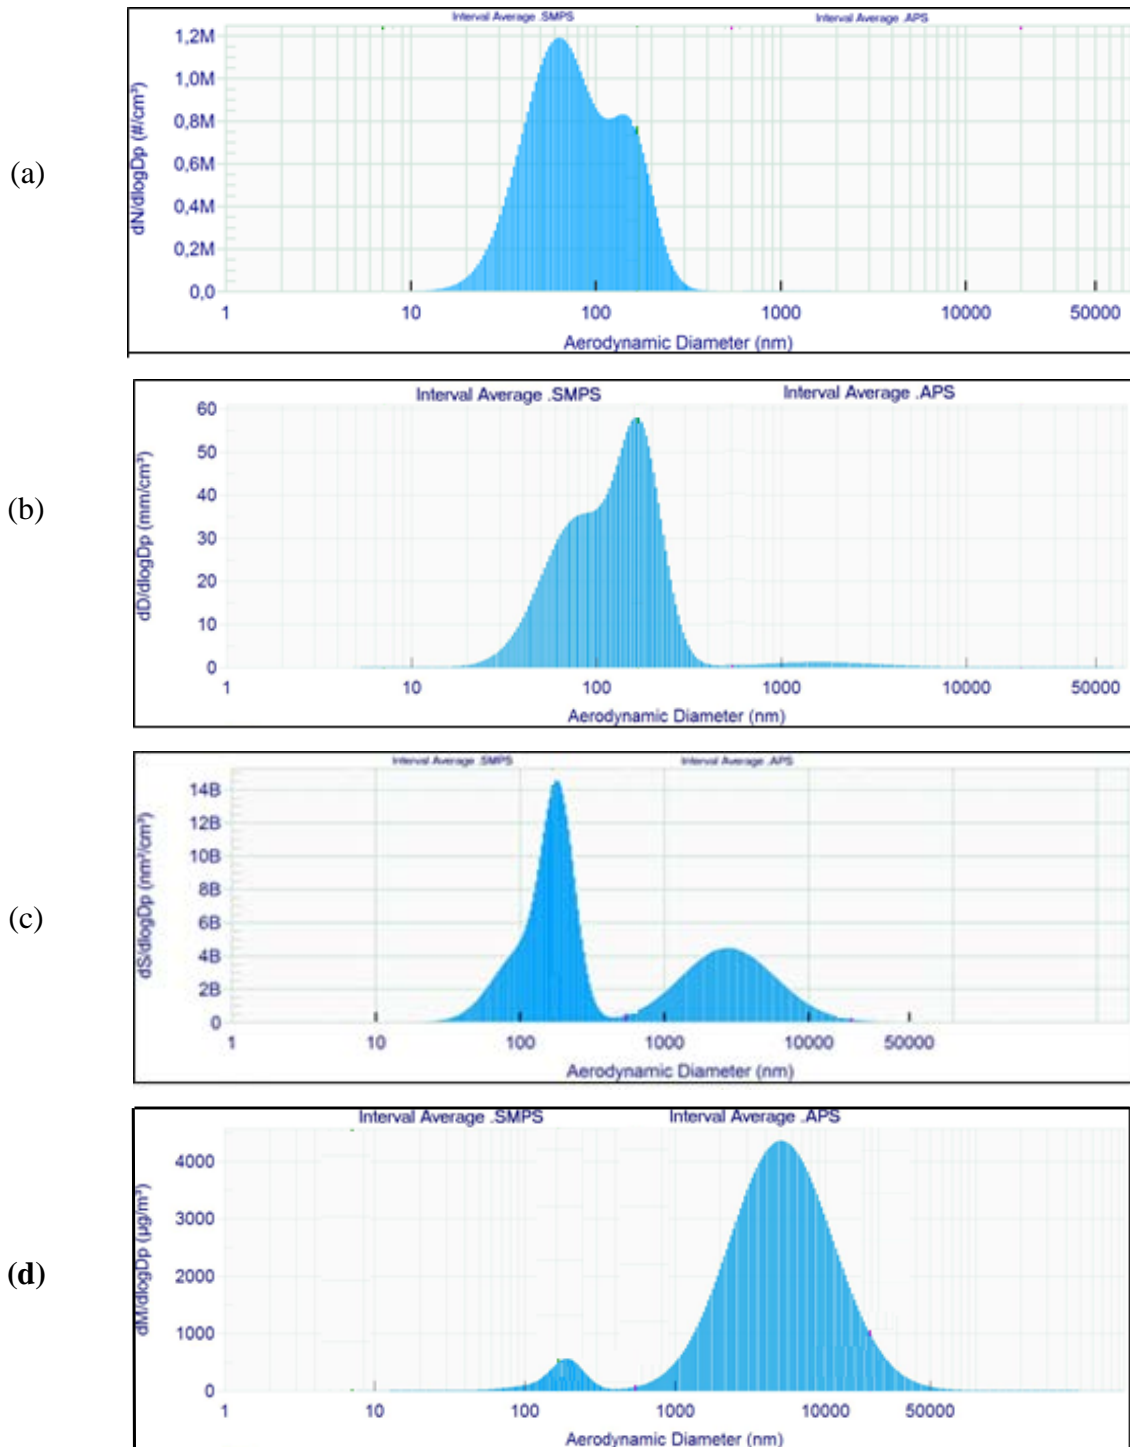 (a)
Interval Average .SMPS Interval Average .APS
dN/dlogDp (#/cm³)
1,2M
1,0M
0,8M
0,6M
0,4M
0,2M
0,0
1 10 100 1000 10000 50000
Aerodynamic Diameter (nm)
(b)
Interval Average .SMPS Interval Average .APS
dD/dlogDp (mm/cm³)
60
50
40
30
20
10
0
1 10 100 1000 10000 50000
Aerodynamic Diameter (nm)
(c)
Interval Average .SMPS Interval Average .APS
dS/dlogDp (nm²/cm³)
14B
12B
10B
8B
6B
4B
2B
0
1 10 100 1000 10000 50000
Aerodynamic Diameter (nm)
(d)
Interval Average .SMPS Interval Average .APS
dM/dlogDp (µg/m³)
4000
3000
2000
1000
0
1 10 100 1000 10000 50000
Aerodynamic Diameter (nm)